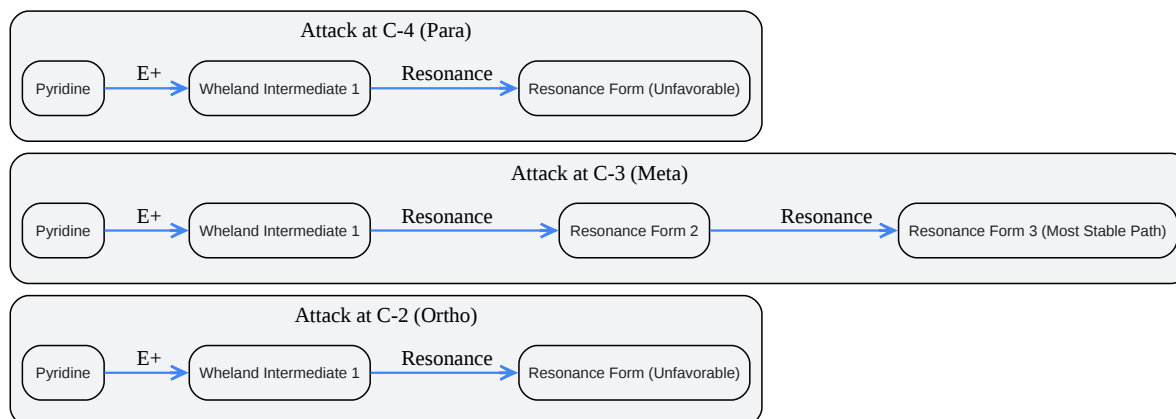 Attack at C-4 (Para)
E+ Resonance
Pyridine Wheland Intermediate 1 Resonance Form (Unfavorable)
Attack at C-3 (Meta)
E+ Resonance Resonance
Pyridine Wheland Intermediate 1 Resonance Form 2 Resonance Form 3 (Most Stable Path)
Attack at C-2 (Ortho)
E+ Resonance
Pyridine Wheland Intermediate 1 Resonance Form (Unfavorable)